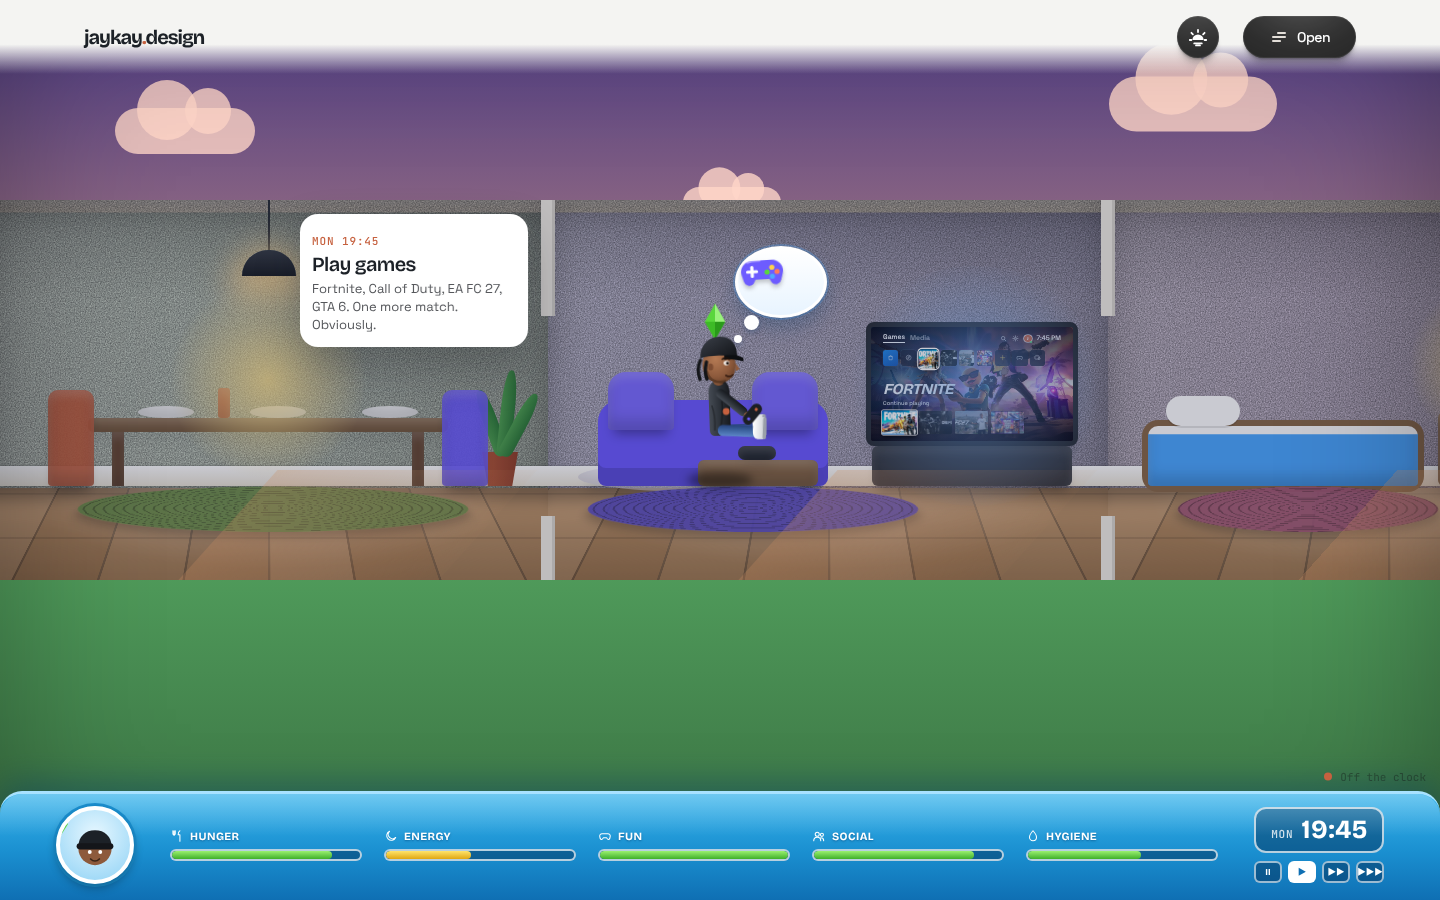 jaykay.design
Open
MON 19:45
Play games
Fortnite, Call of Duty, EA FC 27,
GTA 6. One more match.
Obviously.
Games Media
7:45 PM
FORTNITE
Continue playing
Off the clock
HUNGER
ENERGY
FUN
SOCIAL
HYGIENE
MON 19:45